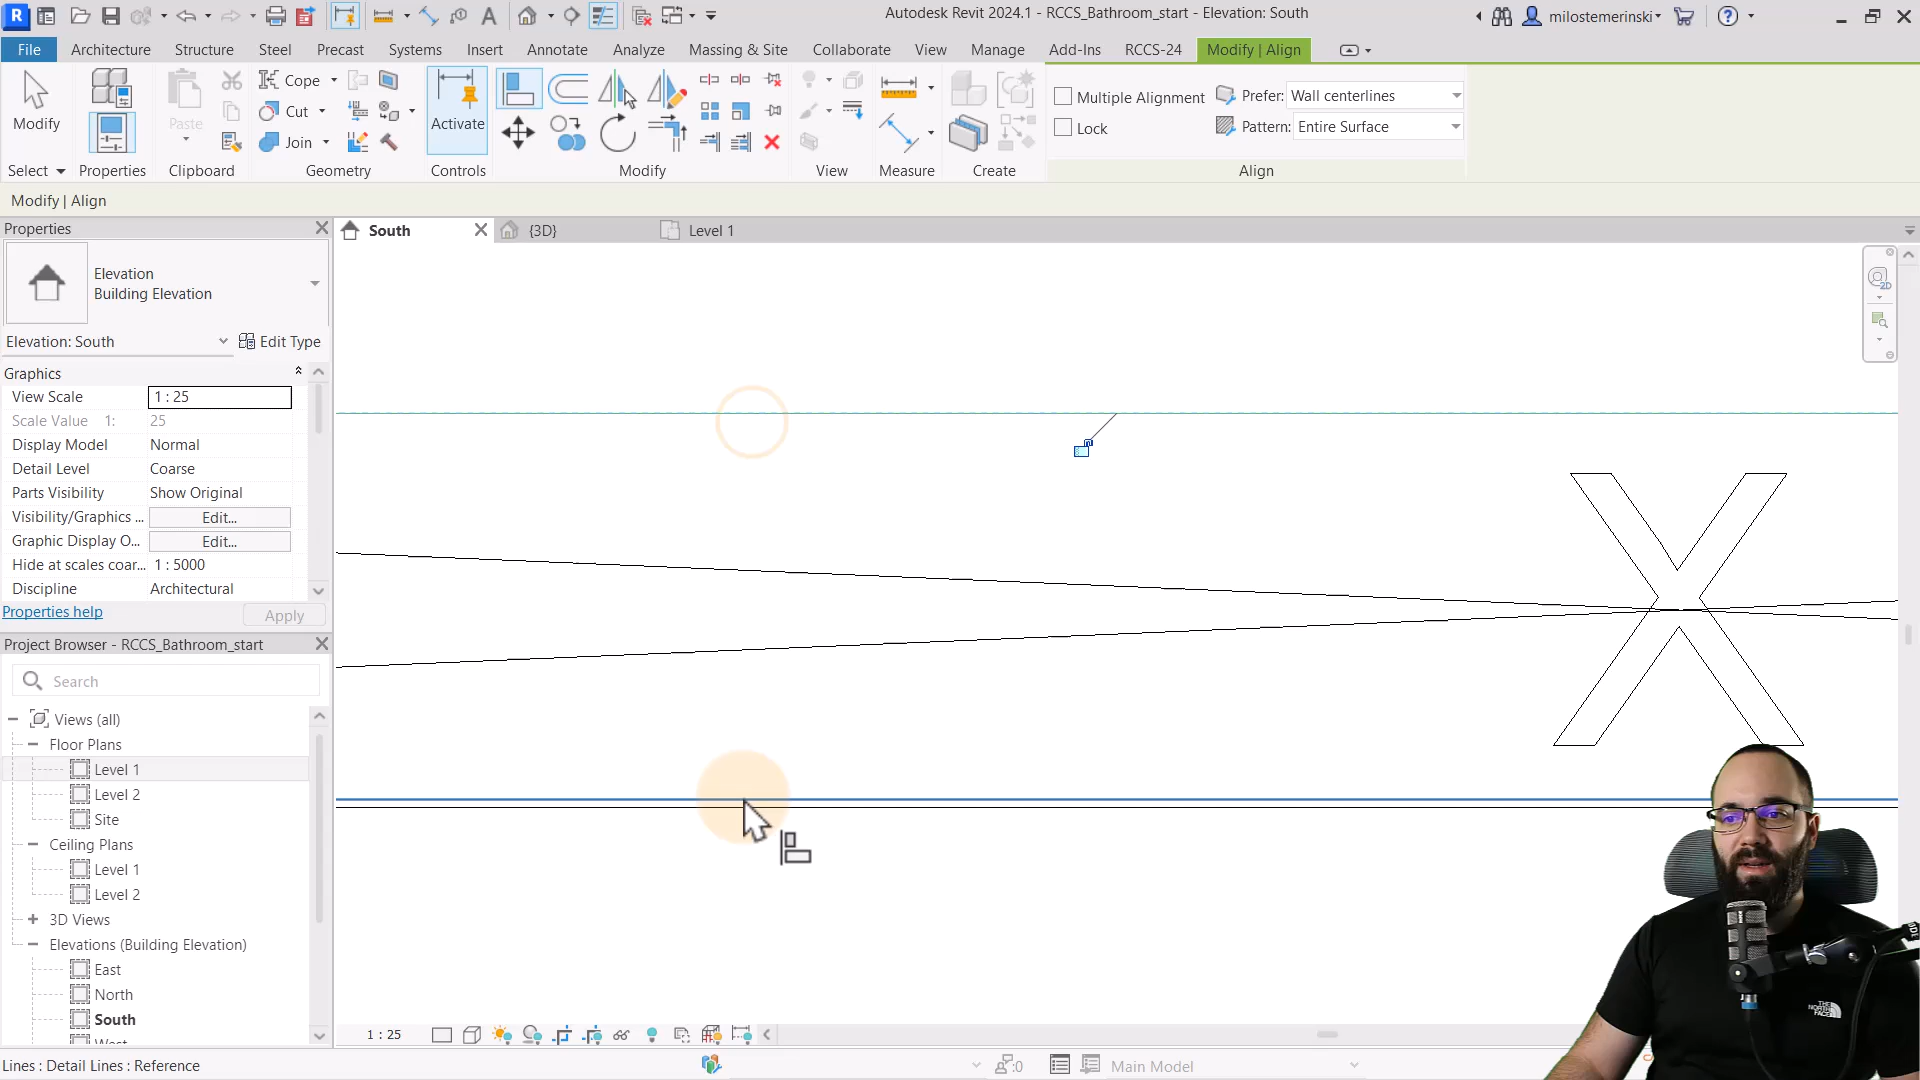 Autodesk Revit 2024.1 - RCCS_Bathroom_start - Elevation: South
milostemerinski
File Architecture Structure Steel Precast Systems Insert Annotate Analyze Massing & Site Collaborate View Manage Add-Ins RCCS-24 Modify | Align
Modify
Paste
Cope
Cut
Join
Activate
Multiple Alignment
Lock
Prefer: Wall centerlines
Pattern: Entire Surface
Select Properties Clipboard Geometry Controls Modify View Measure Create Align
Modify | Align
Properties
South
{3D}
Level 1
Elevation
Building Elevation
Elevation: South
Edit Type
Graphics
View Scale 1 : 25
Scale Value 1: 25
Display Model Normal
Detail Level Coarse
Parts Visibility Show Original
Visibility/Graphics ... Edit...
Graphic Display O... Edit...
Hide at scales coar... 1 : 5000
Discipline Architectural
Properties help
Apply
Project Browser - RCCS_Bathroom_start
Search
Views (all)
Floor Plans
Level 1
Level 2
Site
Ceiling Plans
Level 1
Level 2
3D Views
Elevations (Building Elevation)
East
North
South
X
2D
1 : 25
Lines : Detail Lines : Reference
:0
Main Model
THE
NORTH
FACE